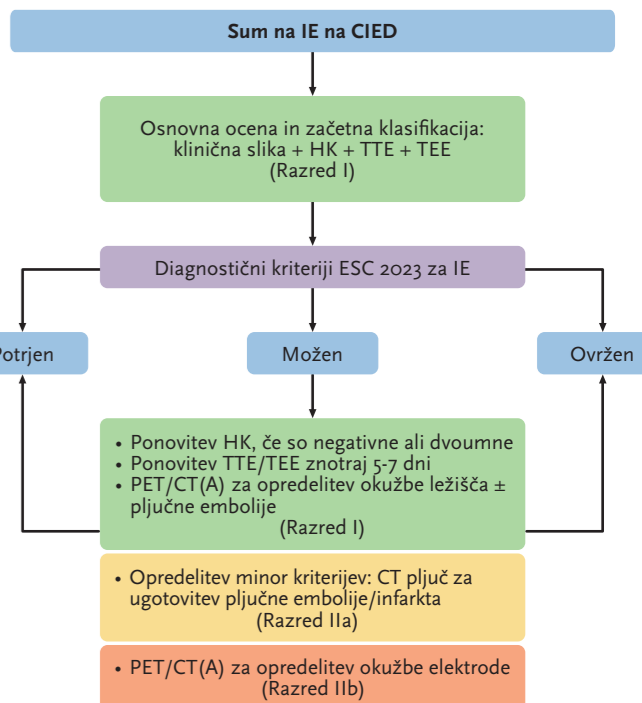 Sum na IE na CIED
Osnovna ocena in začetna klasifikacija:
klinična slika + HK + TTE + TEE
(Razred I)
Diagnostični kriteriji ESC 2023 za IE
Potrjen
Možen
Ovržen
• Ponovitev HK, če so negativne ali dvoumne
• Ponovitev TTE/TEE znotraj 5-7 dni
• PET/CT(A) za opredelitev okužbe ležišča ±
pljučne embolije
(Razred I)
• Opredelitev minor kriterijev: CT pljuč za
ugotovitev pljučne embolije/infarkta
(Razred IIa)
• PET/CT(A) za opredelitev okužbe elektrode
(Razred IIb)